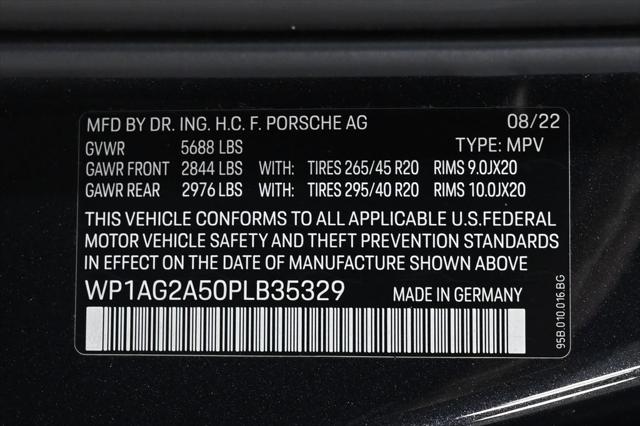 MFD BY DR. ING. H.C. F. PORSCHE AG 08/22
GVWR 5688 LBS TYPE: MPV
GAWR FRONT 2844 LBS WITH: TIRES 265/45 R20 RIMS 9.0JX20
GAWR REAR 2976 LBS WITH: TIRES 295/40 R20 RIMS 10.0JX20
THIS VEHICLE CONFORMS TO ALL APPLICABLE U.S.FEDERAL
MOTOR VEHICLE SAFETY AND THEFT PREVENTION STANDARDS
IN EFFECT ON THE DATE OF MANUFACTURE SHOWN ABOVE
WP1AG2A50PLB35329 MADE IN GERMANY
95B.010.016.BG